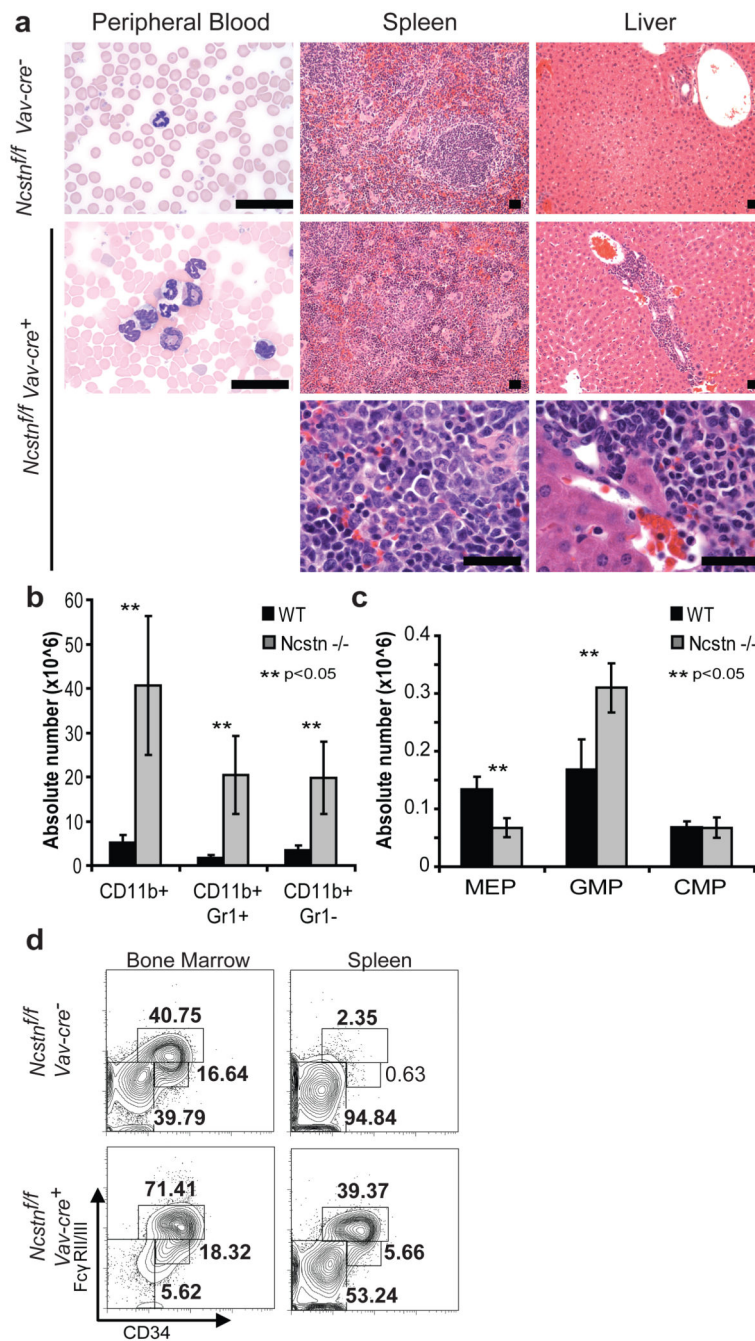 a
Peripheral Blood Spleen Liver
Ncstn^f/f Vav-cre^-
Ncstn^f/f Vav-cre^+
b
Absolute number (x10^6)
60
50
40
30
20
10
0
**
**
**
WT
Ncstn -/-
** p<0.05
CD11b+ CD11b+ CD11b+
Gr1+ Gr1-
c
Absolute number (x10^6)
0.4
0.3
0.2
0.1
0
**
**
WT
Ncstn -/-
** p<0.05
MEP GMP CMP
d
Bone Marrow Spleen
Ncstn^f/f
Vav-cre^-
40.75
16.64
39.79
2.35
0.63
94.84
Ncstn^f/f
Vav-cre^+
71.41
18.32
5.62
39.37
5.66
53.24
FcγRII/III
CD34